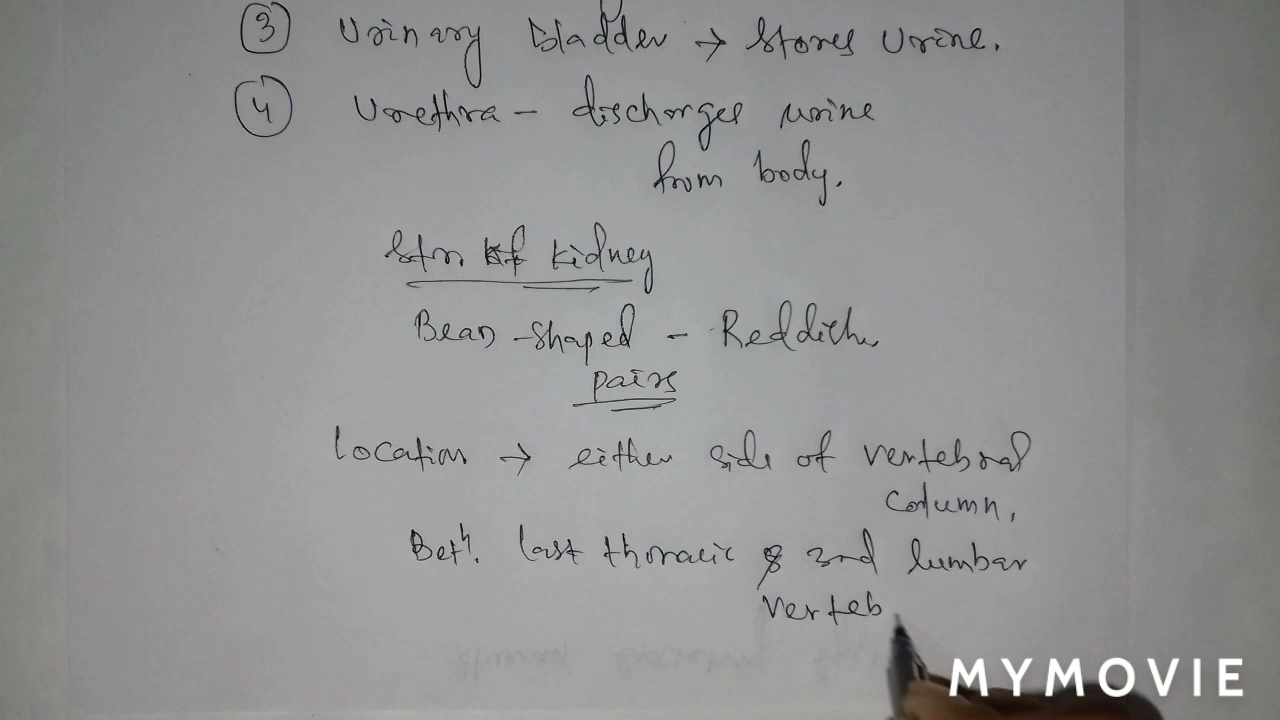 3 Urinary Bladder → Stores Urine.
4 Urethra - discharges urine
from body.
Str of Kidney
Bean-shaped - Reddish
pairs
Location → either side of vertebral
column,
Betn. last thoracic & 3rd lumbar
verteb
MYMOVIE